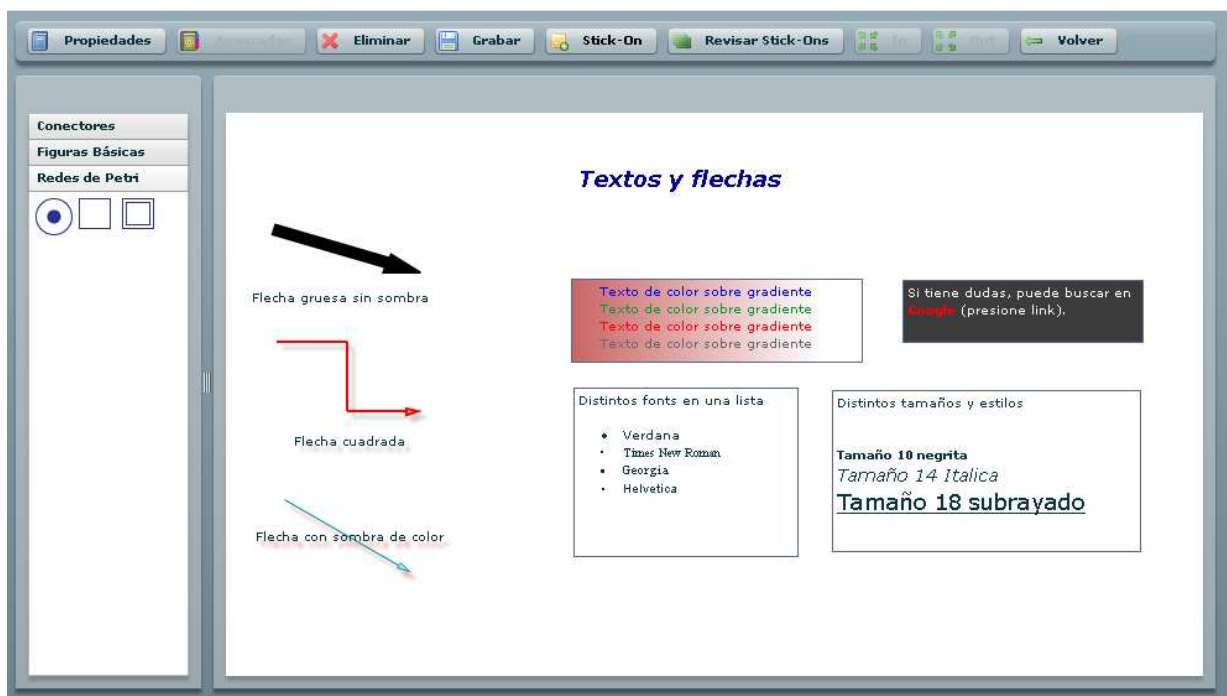 Propiedades
Eliminar
Grabar
Stick-On
Revisar Stick-Ons
In
Out
Volver
Conectores
Figuras Básicas
Redes de Petri
Textos y flechas
Flecha gruesa sin sombra
Flecha cuadrada
Flecha con sombra de color
Texto de color sobre gradiente
Texto de color sobre gradiente
Texto de color sobre gradiente
Texto de color sobre gradiente
Si tiene dudas, puede buscar en
Google (presione link).
Distintos fonts en una lista
• Verdana
• Times New Roman
• Georgia
• Helvetica
Distintos tamaños y estilos
Tamaño 10 negrita
Tamaño 14 Italica
Tamaño 18 subrayado